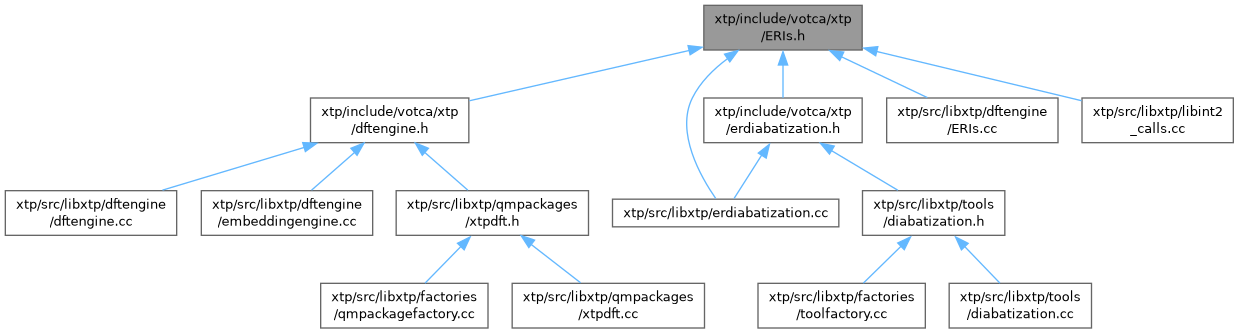 xtp/include/votca/xtp
/ERIs.h
xtp/include/votca/xtp
/dftengine.h
xtp/include/votca/xtp
/erdiabatization.h
xtp/src/libxtp/dftengine
/ERIs.cc
xtp/src/libxtp/libint2
_calls.cc
xtp/src/libxtp/dftengine
/dftengine.cc
xtp/src/libxtp/dftengine
/embeddingengine.cc
xtp/src/libxtp/qmpackages
/xtpdft.h
xtp/src/libxtp/erdiabatization.cc
xtp/src/libxtp/tools
/diabatization.h
xtp/src/libxtp/factories
/qmpackagefactory.cc
xtp/src/libxtp/qmpackages
/xtpdft.cc
xtp/src/libxtp/factories
/toolfactory.cc
xtp/src/libxtp/tools
/diabatization.cc